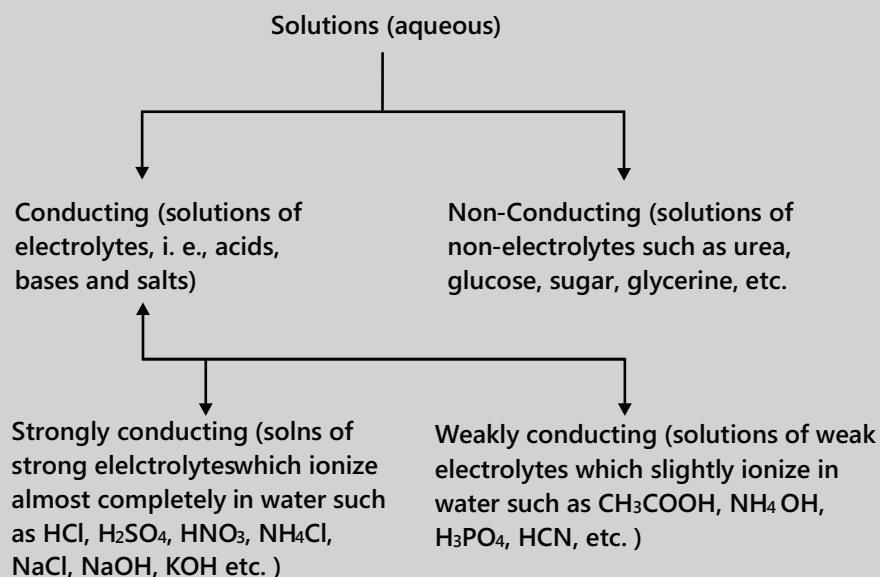 Solutions (aqueous)
Conducting (solutions of
electrolytes, i. e., acids,
bases and salts)
Non-Conducting (solutions of
non-electrolytes such as urea,
glucose, sugar, glycerine, etc.
Strongly conducting (solns of
strong elelctrolyteswhich ionize
almost completely in water such
as HCl, H₂SO₄, HNO₃, NH₄Cl,
NaCl, NaOH, KOH etc. )
Weakly conducting (solutions of weak
electrolytes which slightly ionize in
water such as CH₃COOH, NH₄ OH,
H₃PO₄, HCN, etc. )